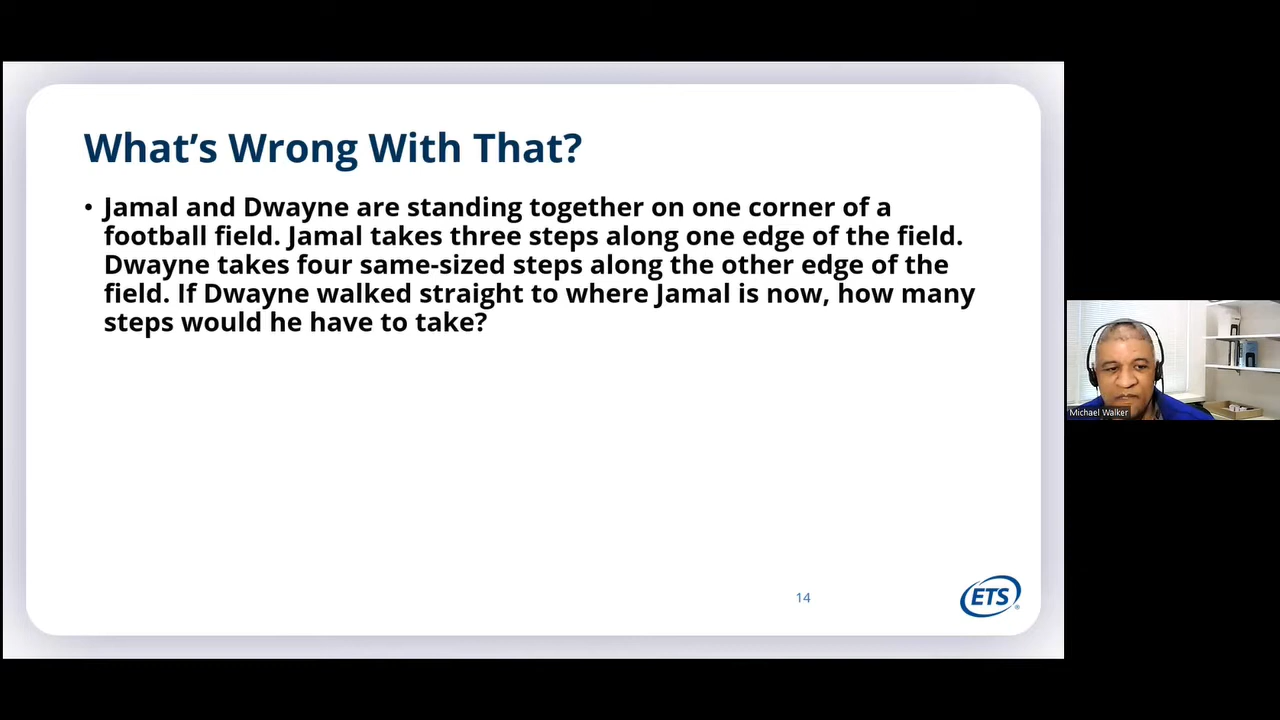 What's Wrong With That?
• Jamal and Dwayne are standing together on one corner of a
football field. Jamal takes three steps along one edge of the field.
Dwayne takes four same-sized steps along the other edge of the
field. If Dwayne walked straight to where Jamal is now, how many
steps would he have to take?
Michael Walker
14
ETS®